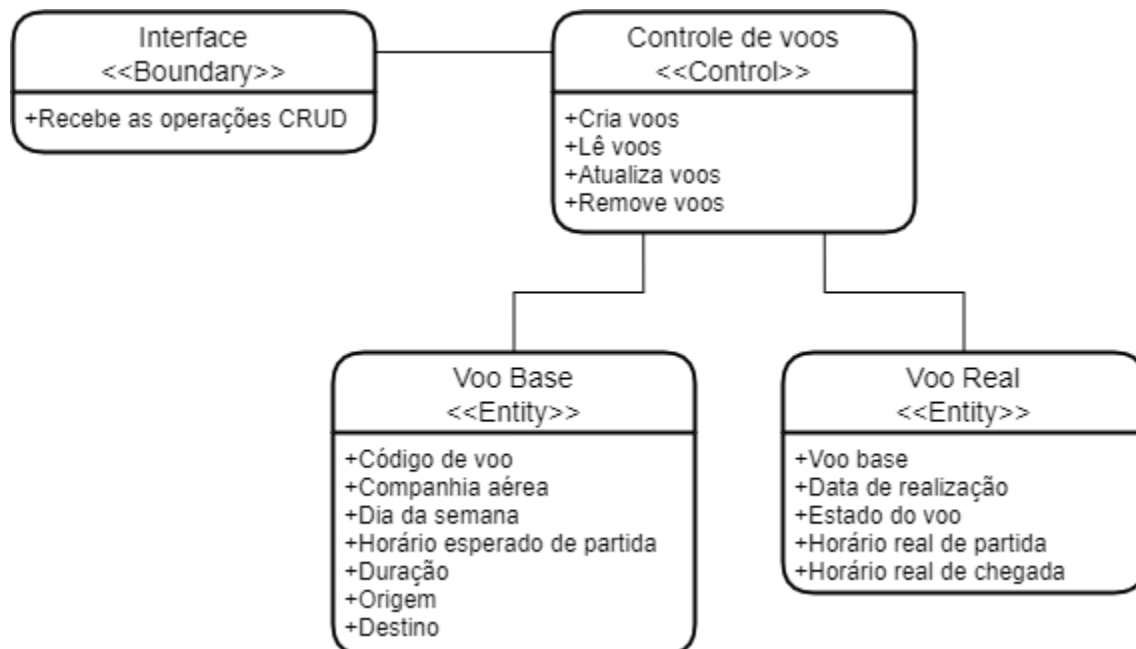 Interface
<<Boundary>>
+Recebe as operações CRUD
Controle de voos
<<Control>>
+Cria voos
+Lê voos
+Atualiza voos
+Remove voos
Voo Base
<<Entity>>
+Código de voo
+Companhia aérea
+Dia da semana
+Horário esperado de partida
+Duração
+Origem
+Destino
Voo Real
<<Entity>>
+Voo base
+Data de realização
+Estado do voo
+Horário real de partida
+Horário real de chegada